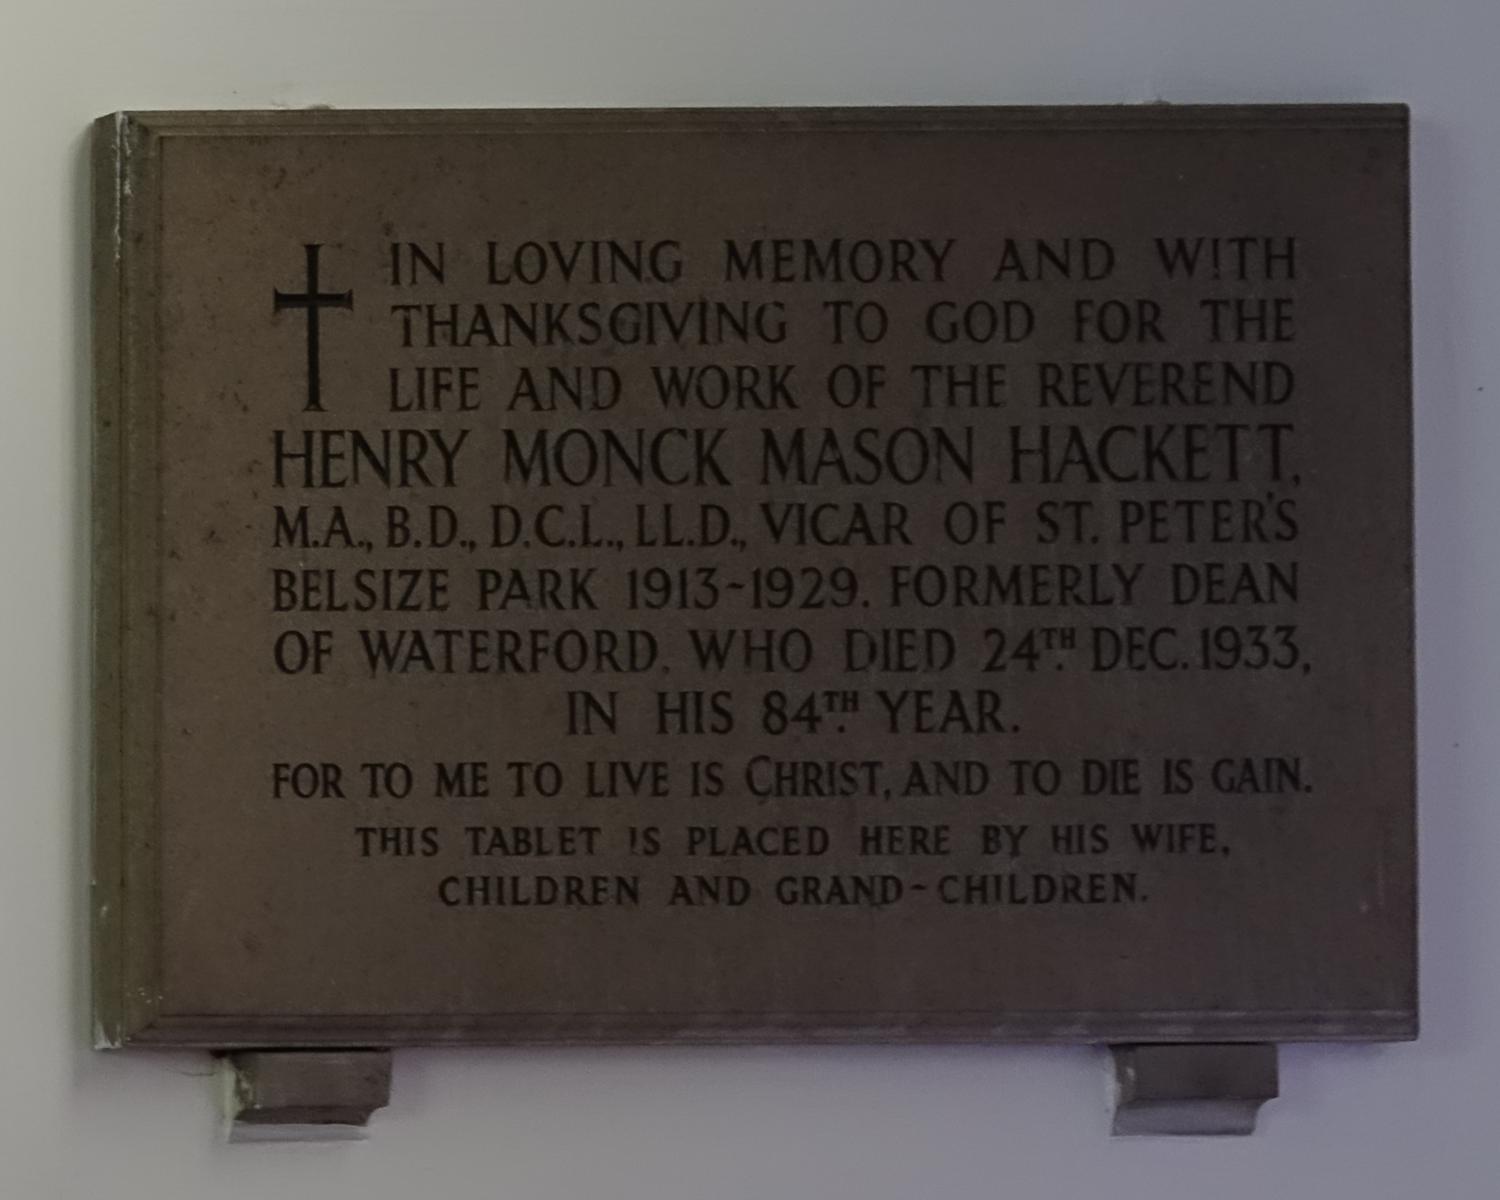 IN LOVING MEMORY AND WITH
THANKSGIVING TO GOD FOR THE
LIFE AND WORK OF THE REVEREND
HENRY MONCK MASON HACKETT,
M.A., B.D., D.C.L., LL.D., VICAR OF ST. PETER'S
BELSIZE PARK 1913~1929. FORMERLY DEAN
OF WATERFORD. WHO DIED 24TH. DEC. 1933,
IN HIS 84TH. YEAR.
FOR TO ME TO LIVE IS CHRIST, AND TO DIE IS GAIN.
THIS TABLET IS PLACED HERE BY HIS WIFE,
CHILDREN AND GRAND~CHILDREN.